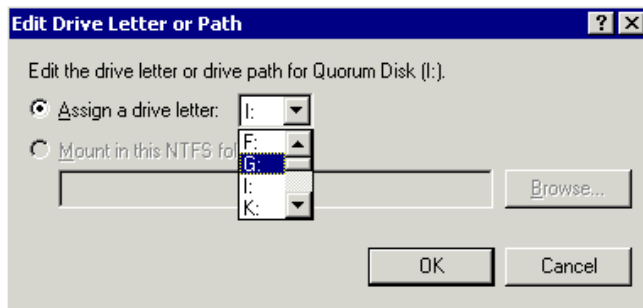 Edit Drive Letter or Path
Edit the drive letter or drive path for Quorum Disk (I:).
Assign a drive letter: I:
F:
Mount in this NTFS fol
G:
I:
Browse...
K:
OK Cancel